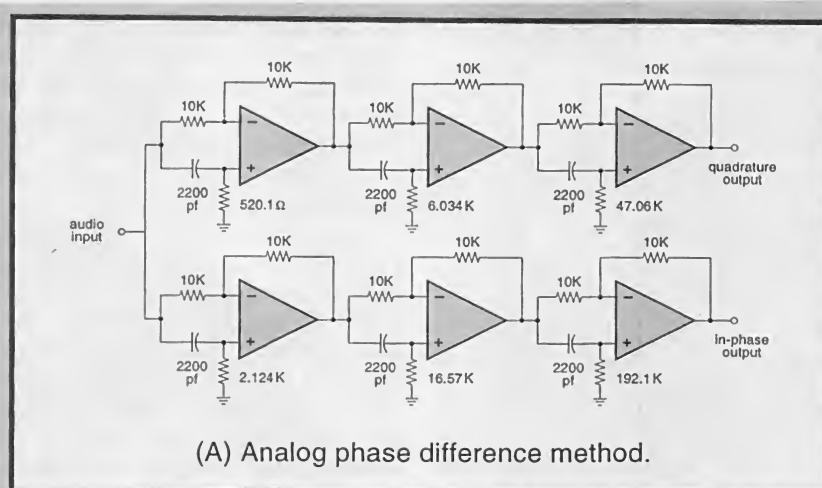 10K
10K
10K
10K
10K
10K
−
−
−
+
+
+
2200 pf
520.1Ω
2200 pf
6.034K
2200 pf
47.06K
quadrature output
audio input
10K
10K
10K
10K
10K
10K
−
−
−
+
+
+
2200 pf
2.124K
2200 pf
16.57K
2200 pf
192.1K
in-phase output
(A) Analog phase difference method.